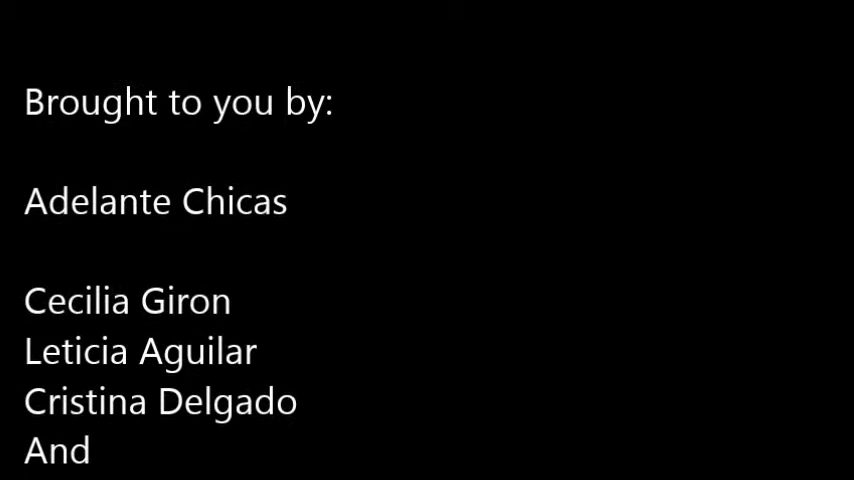 Brought to you by:
Adelante Chicas
Cecilia Giron
Leticia Aguilar
Cristina Delgado
And